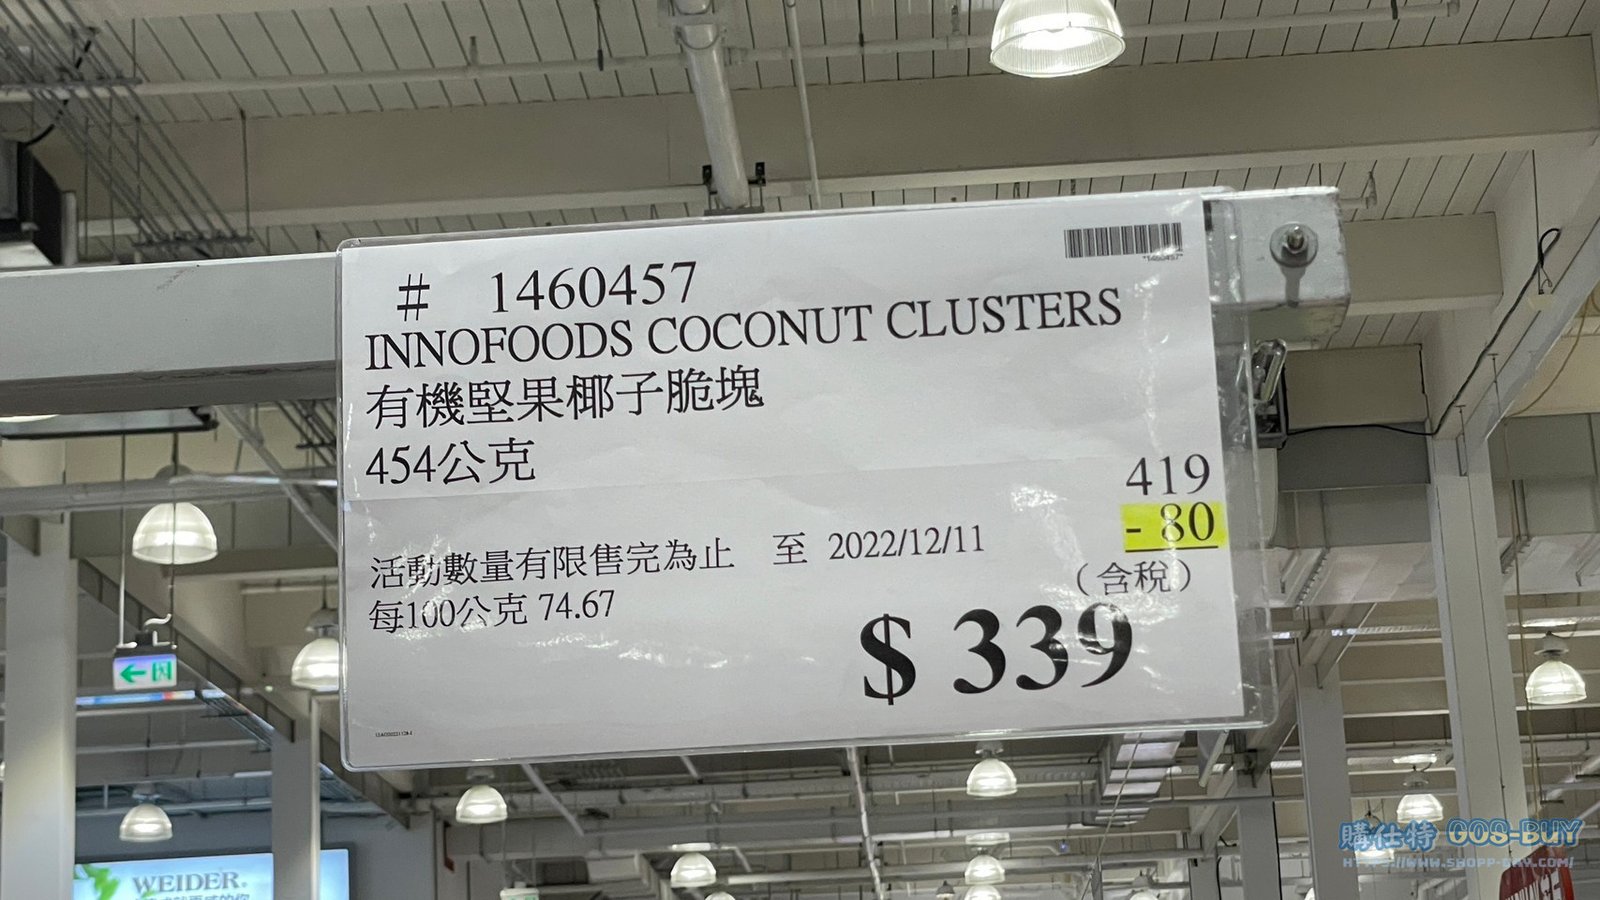 # 1460457
*1460457*
INNOFOODS COCONUT CLUSTERS
有機堅果椰子脆塊
454公克
419
- 80
活動數量有限售完為止 至 2022/12/11
(含稅)
每100公克 74.67
$ 339
WEIDER
購仕特 GOS-BUY